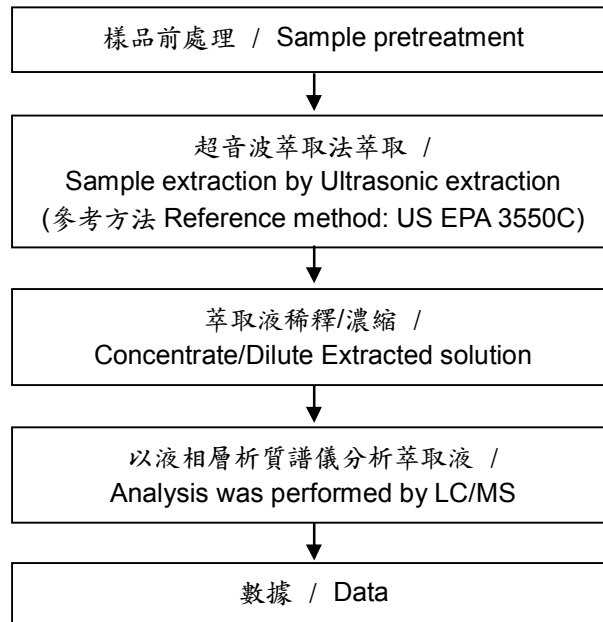 樣品前處理 / Sample pretreatment
超音波萃取法萃取 /
Sample extraction by Ultrasonic extraction
(參考方法 Reference method: US EPA 3550C)
萃取液稀釋/濃縮 /
Concentrate/Dilute Extracted solution
以液相層析質譜儀分析萃取液 /
Analysis was performed by LC/MS
數據 / Data